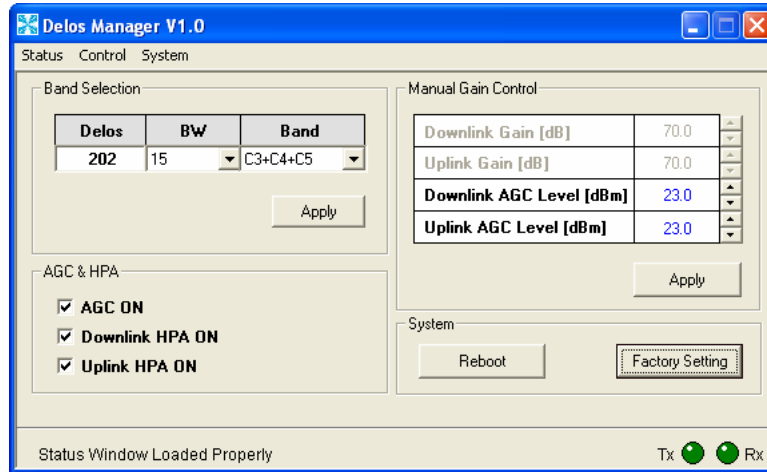 Delos Manager V1.0
Status Control System
Band Selection
Delos BW Band
202 15 C3+C4+C5
Apply
AGC & HPA
AGC ON
Downlink HPA ON
Uplink HPA ON
Manual Gain Control
Downlink Gain [dB] 70.0
Uplink Gain [dB] 70.0
Downlink AGC Level [dBm] 23.0
Uplink AGC Level [dBm] 23.0
Apply
System
Reboot Factory Setting
Status Window Loaded Properly Tx Rx